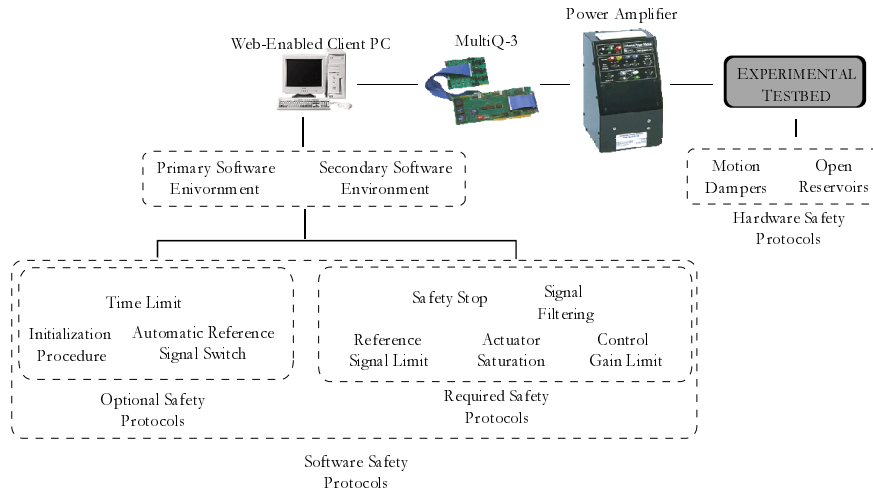 Power Amplifier
Web-Enabled Client PC
MultiQ-3
EXPERIMENTAL
TESTBED
Primary Software
Enivornment
Secondary Software
Environment
Motion
Dampers
Open
Reservoirs
Hardware Safety
Protocols
Time Limit
Initialization
Procedure
Automatic Reference
Signal Switch
Safety Stop
Signal
Filtering
Reference
Signal Limit
Actuator
Saturation
Control
Gain Limit
Optional Safety
Protocols
Required Safety
Protocols
Software Safety
Protocols